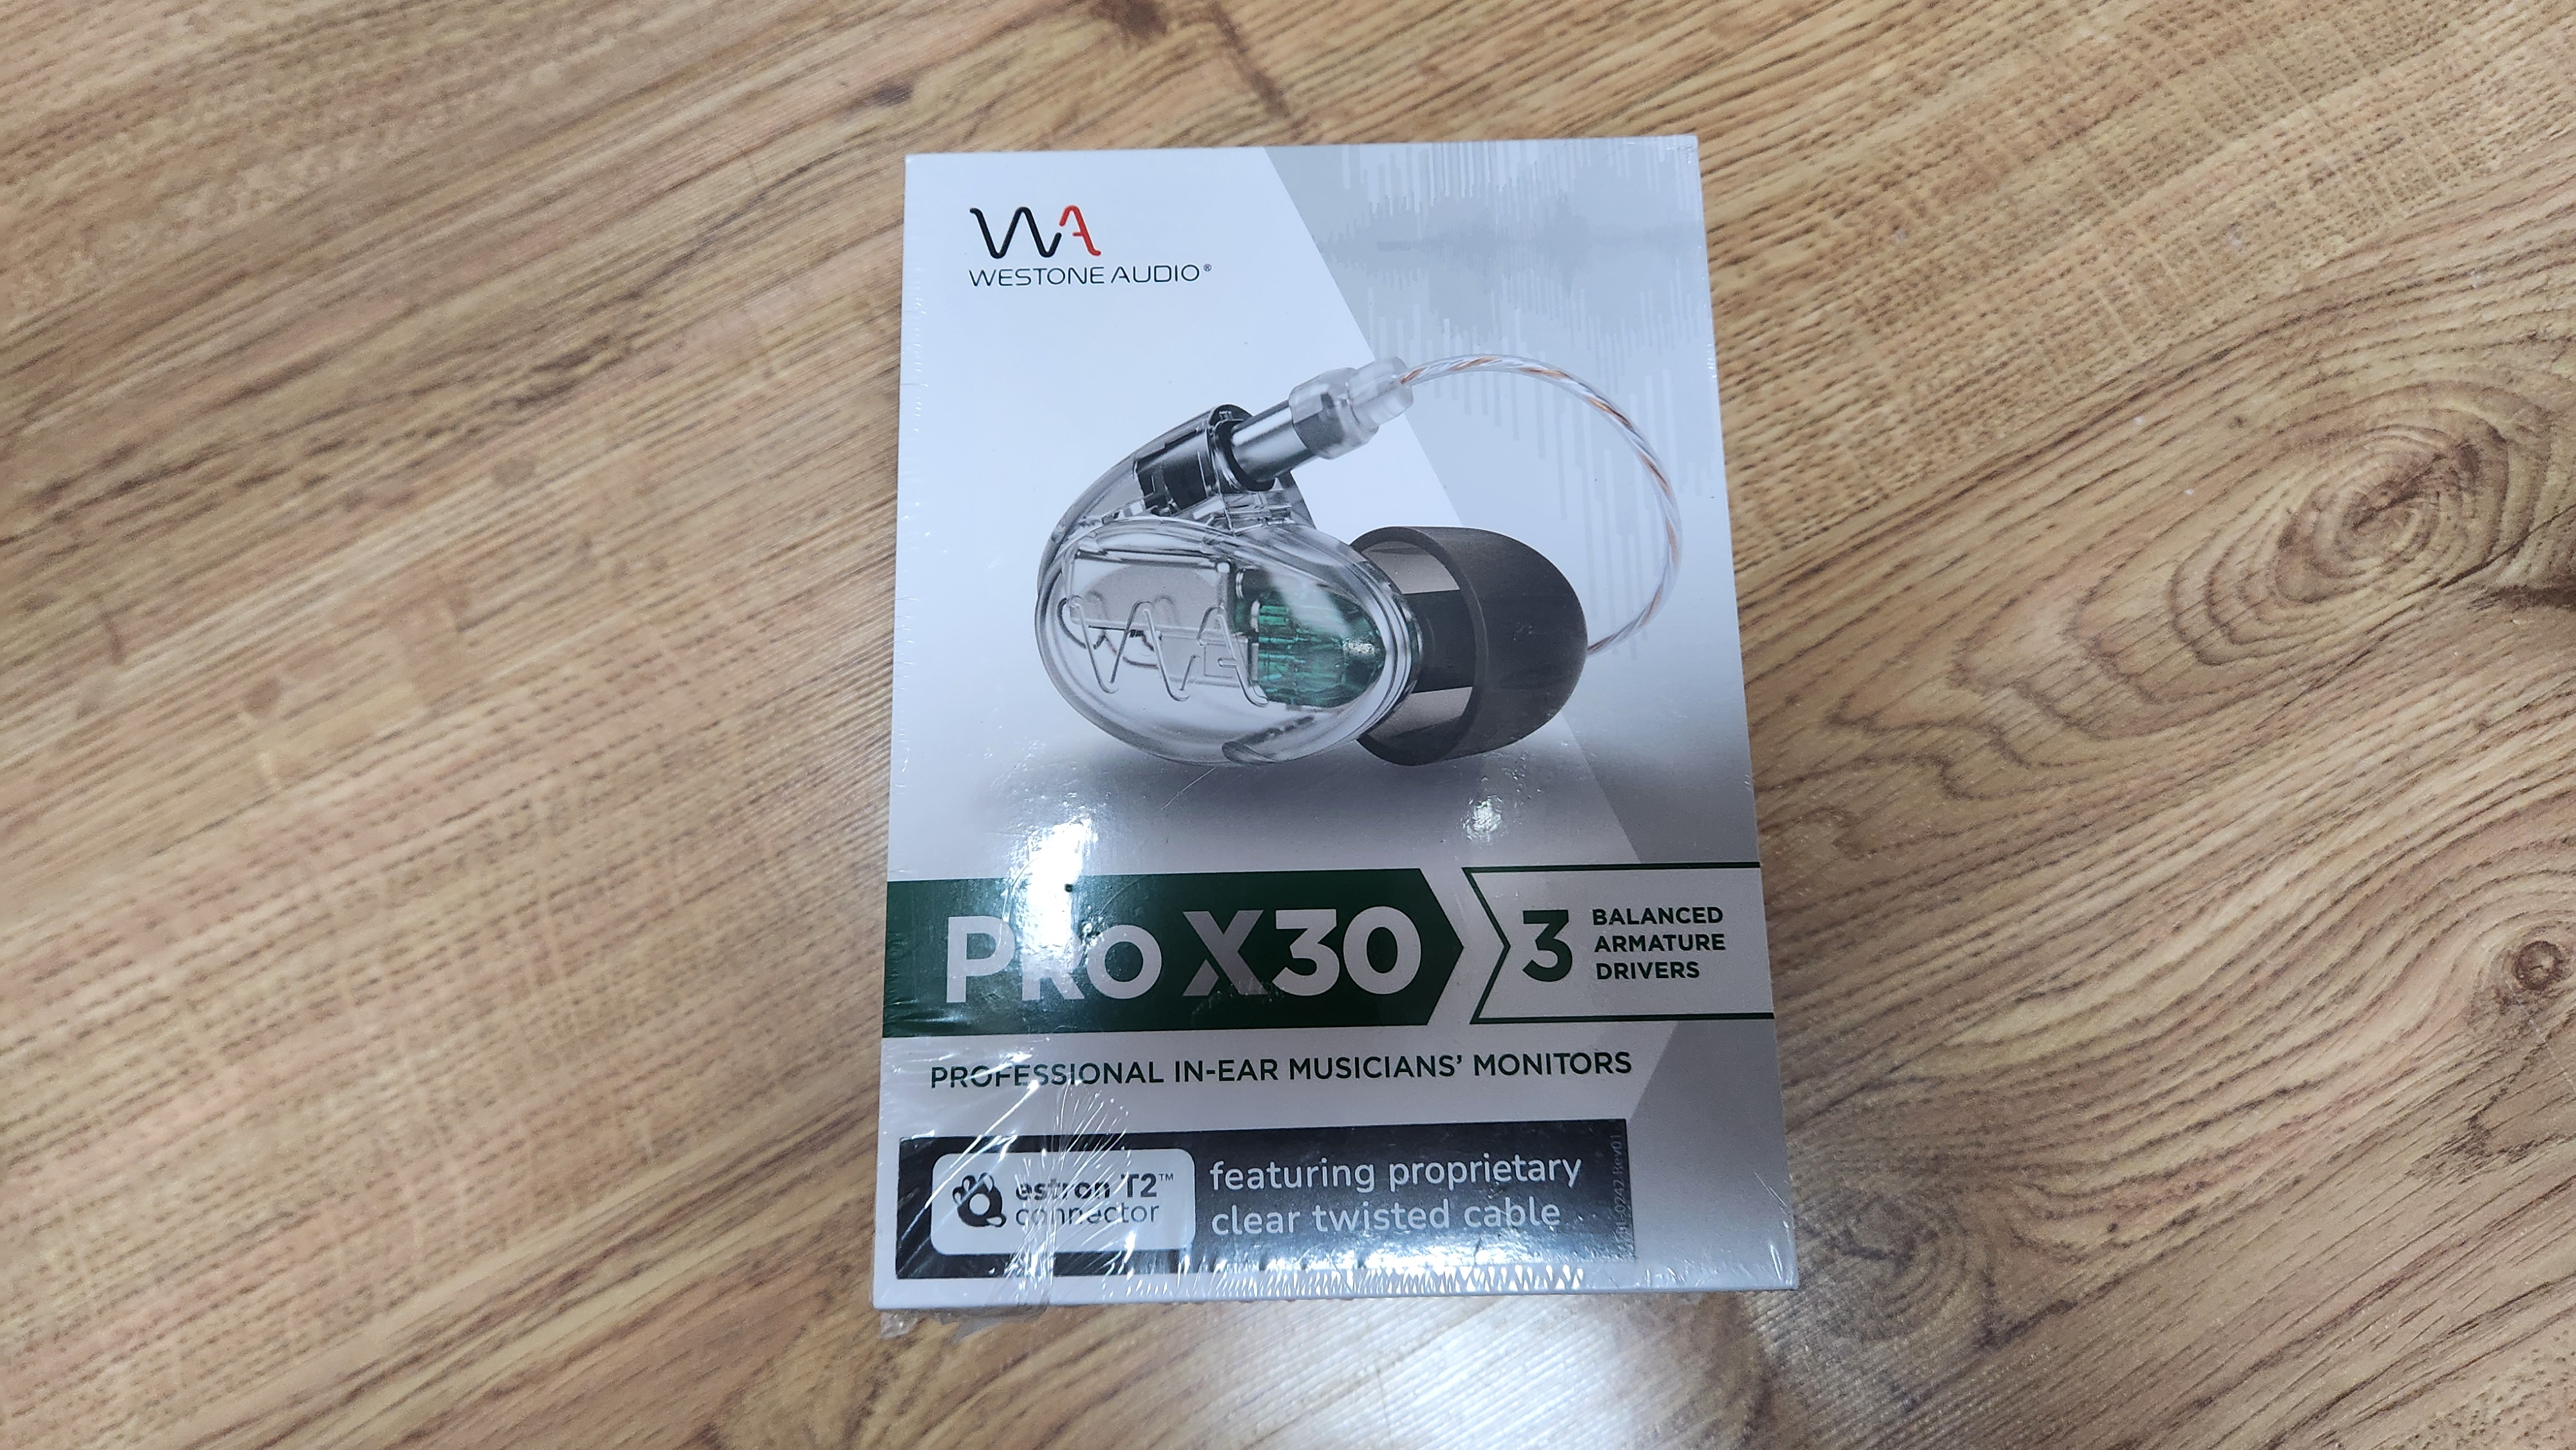 WA
WESTONE AUDIO®
PRO X30
3
BALANCED
ARMATURE
DRIVERS
PROFESSIONAL IN-EAR MUSICIANS' MONITORS
estron T2™
connector
featuring proprietary
clear twisted cable